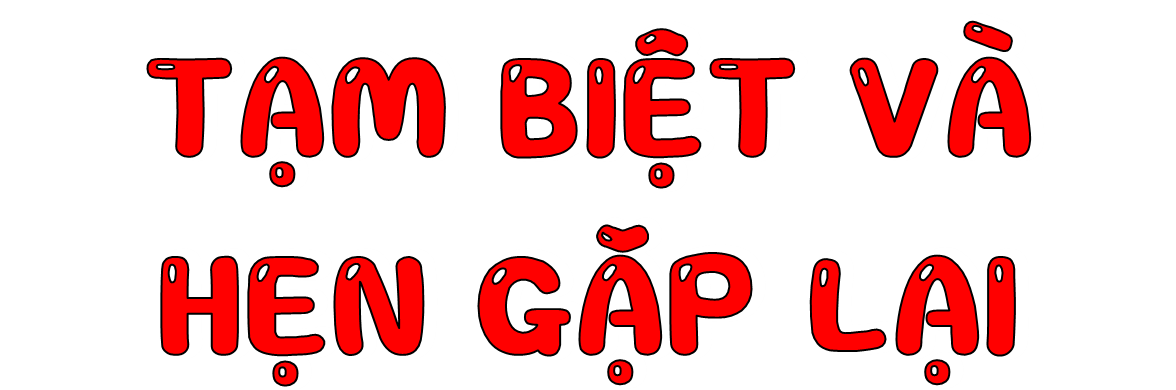 TẠM BIỆT VÀ
HẸN GẶP LẠI